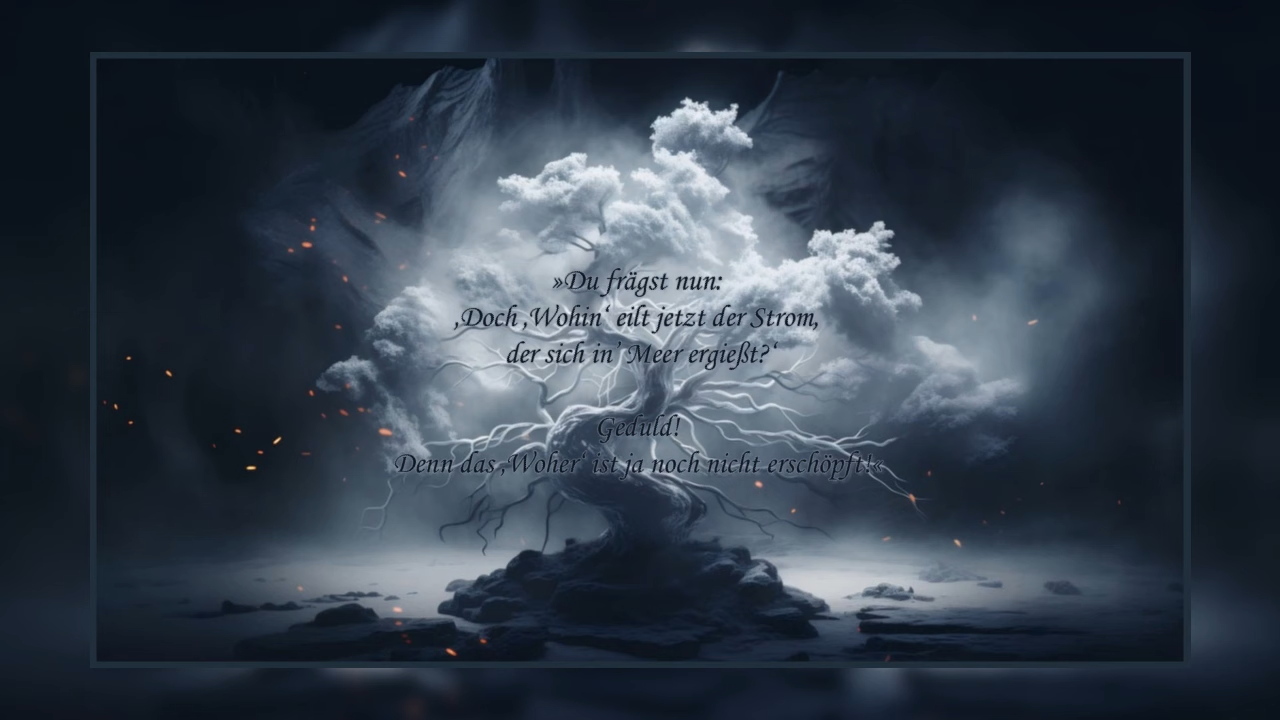 »Du frägst nun:
‚Doch ‚Wohin‘ eilt jetzt der Strom,
der sich in’ Meer ergießt?‘
Geduld!
Denn das ‚Woher‘ ist ja noch nicht erschöpft!«